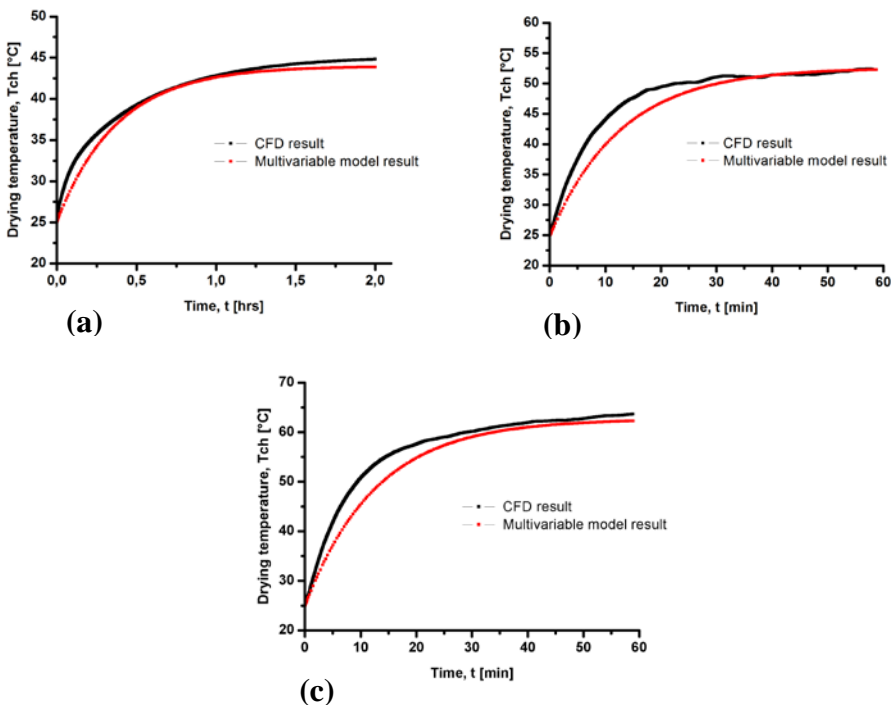 Drying temperature, Tch [°C]
50
45
40
35
30
25
20
CFD result
Multivariable model result
0,0 0,5 1,0 1,5 2,0
Time, t [hrs]
(a)
Drying temperature, Tch [°C]
65
60
55
50
45
40
35
30
25
20
CFD result
Multivariable model result
0 10 20 30 40 50 60
Time, t [min]
(b)
Drying temperature, Tch [°C]
70
60
50
40
30
20
CFD result
Multivariable model result
0 10 20 30 40 50 60
Time, t [min]
(c)